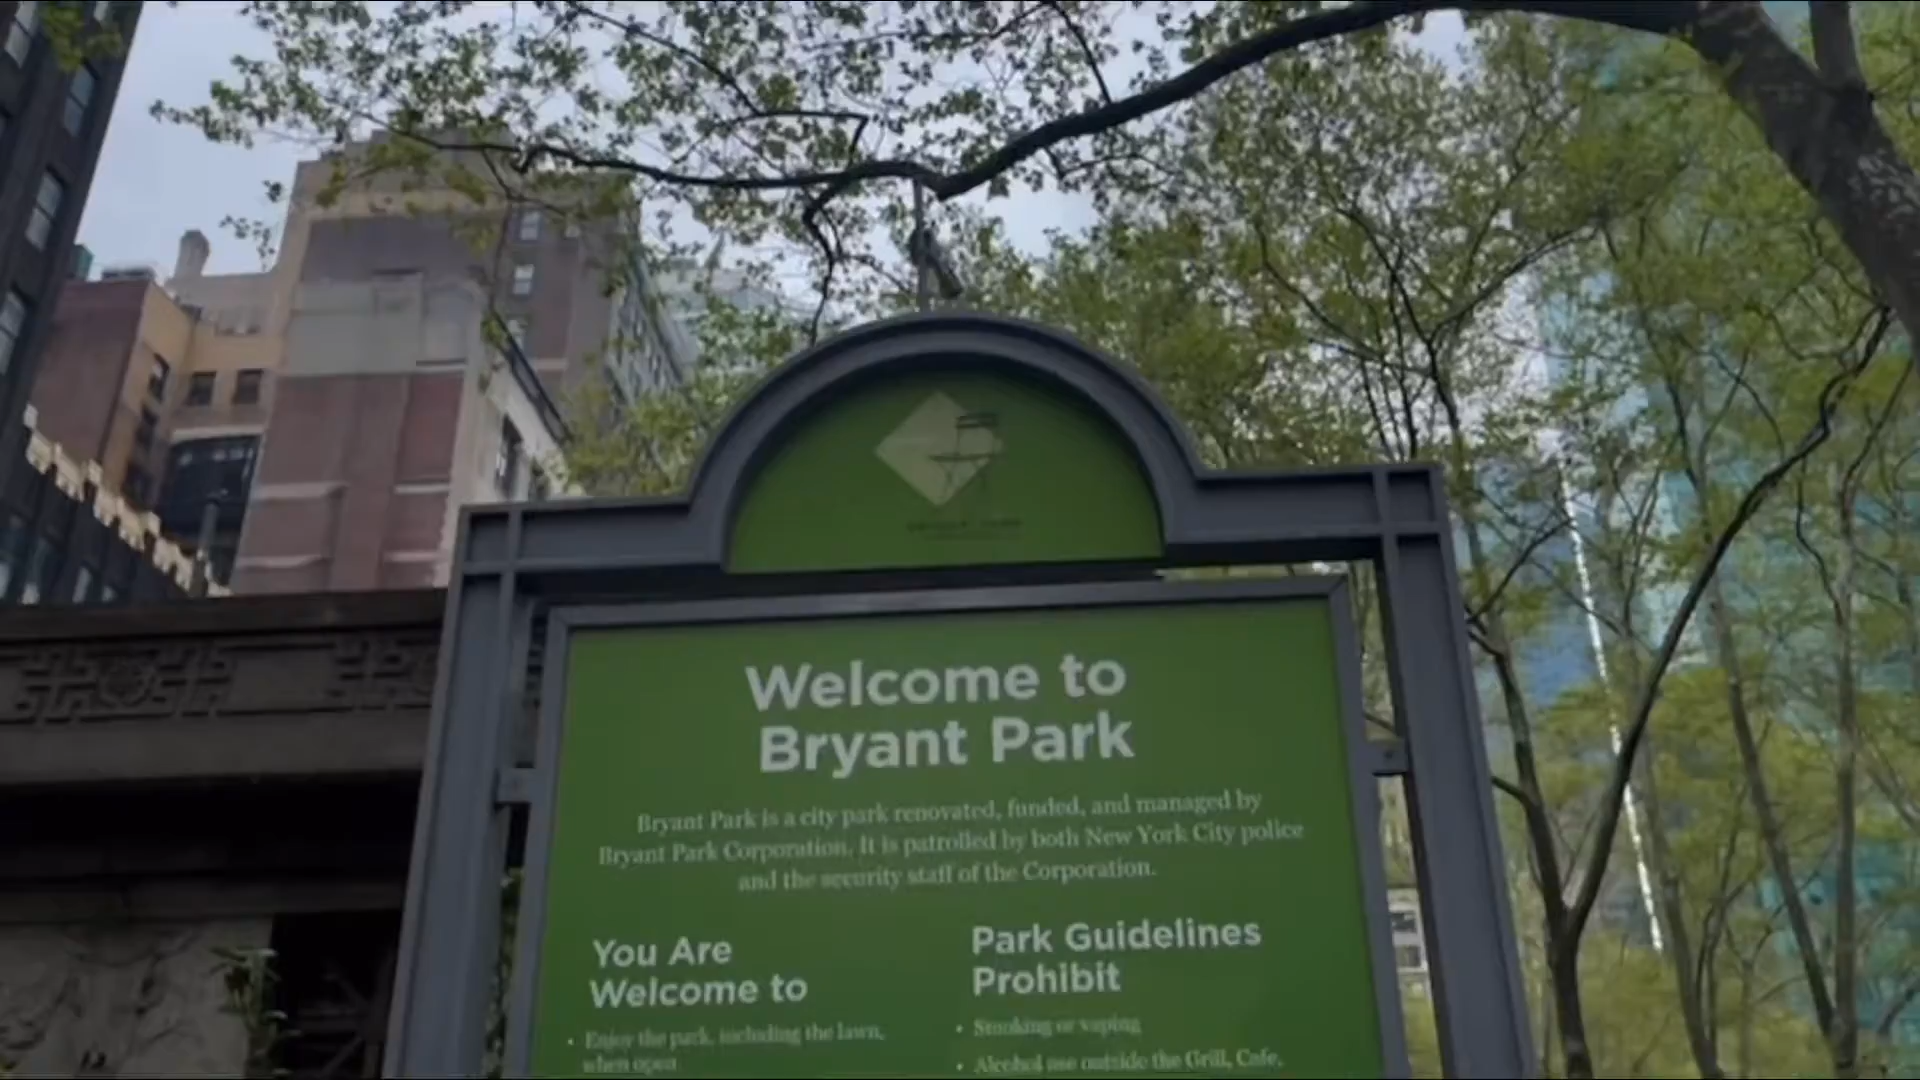 Welcome to
Bryant Park
Bryant Park is a city park renovated, funded, and managed by
Bryant Park Corporation. It is patrolled by both New York City police
and the security staff of the Corporation.
You Are
Welcome to
• Enjoy the park, including the lawn,
when open
Park Guidelines
Prohibit
• Smoking or vaping
• Alcohol use outside the Grill, Cafe,